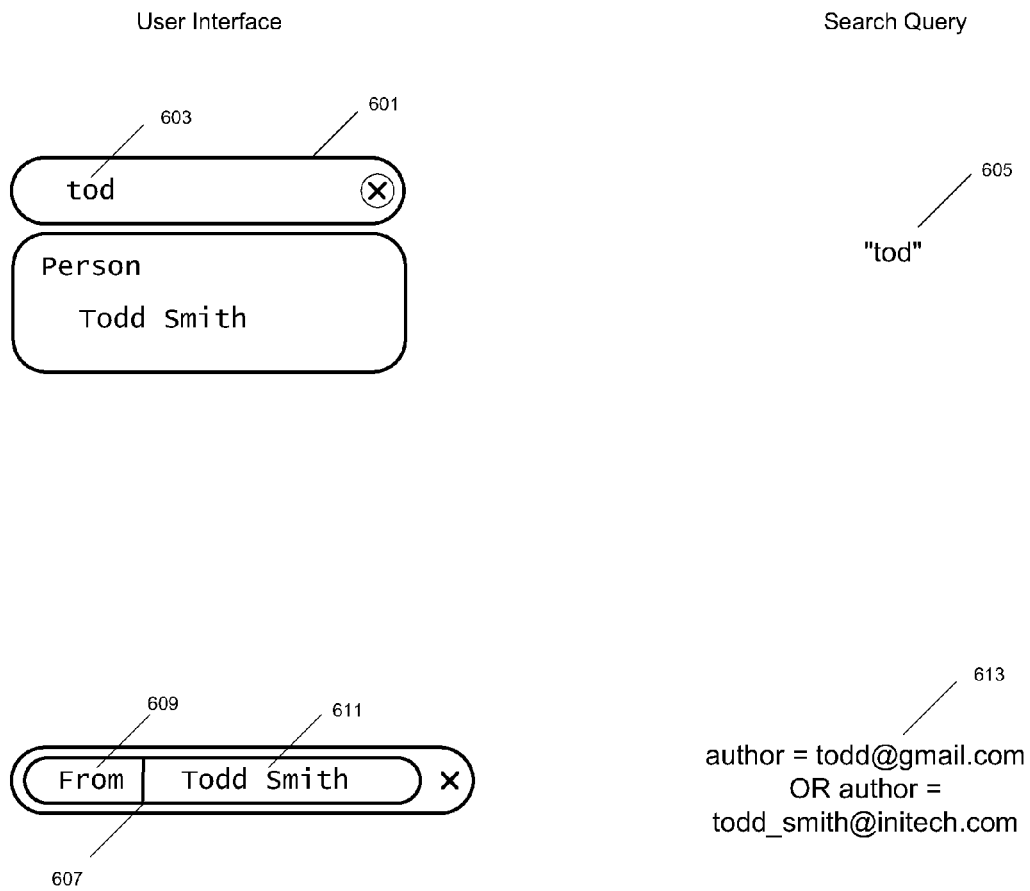 User Interface
Search Query
603
601
tod
605
"tod"
Person
Todd Smith
613
609
611
From
Todd Smith
author = todd@gmail.com
OR author =
todd_smith@initech.com
607